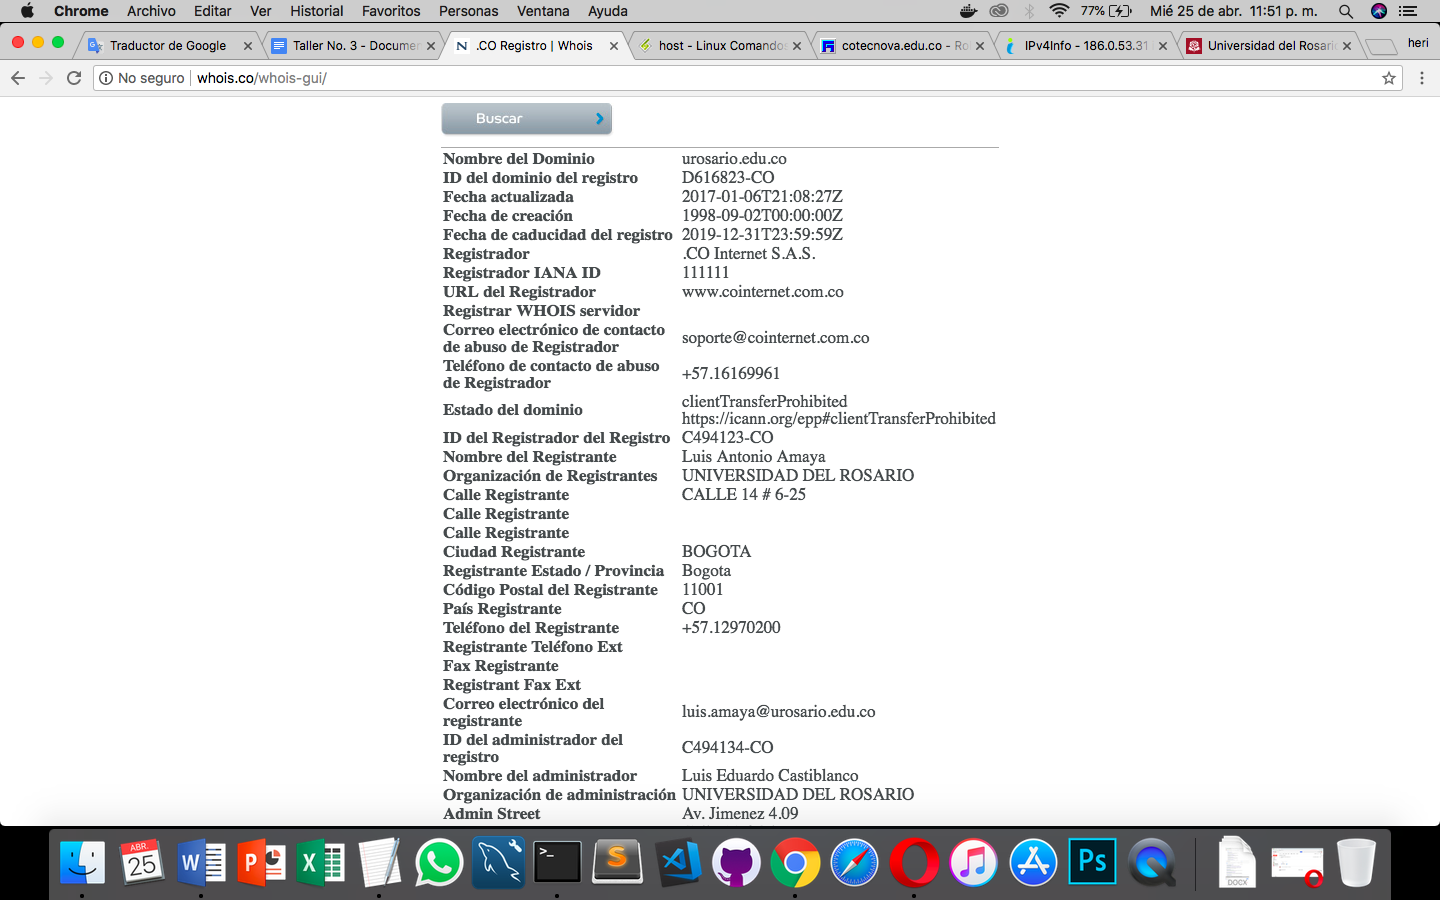 Chrome Archivo Editar Ver Historial Favoritos Personas Ventana Ayuda 77% Mié 25 de abr. 11:51 p. m.
Traductor de Google Taller No. 3 - Documen .CO Registro | Whois host - Linux Comandos cotecnova.edu.co - Ro IPv4Info - 186.0.53.31 Universidad del Rosario heri
No seguro whois.co/whois-gui/
Buscar
Nombre del Dominio urosario.edu.co
ID del dominio del registro D616823-CO
Fecha actualizada 2017-01-06T21:08:27Z
Fecha de creación 1998-09-02T00:00:00Z
Fecha de caducidad del registro 2019-12-31T23:59:59Z
Registrador .CO Internet S.A.S.
Registrador IANA ID 111111
URL del Registrador www.cointernet.com.co
Registrar WHOIS servidor
Correo electrónico de contacto
de abuso de Registrador soporte@cointernet.com.co
Teléfono de contacto de abuso
de Registrador +57.16169961
Estado del dominio clientTransferProhibited
https://icann.org/epp#clientTransferProhibited
ID del Registrador del Registro C494123-CO
Nombre del Registrante Luis Antonio Amaya
Organización de Registrantes UNIVERSIDAD DEL ROSARIO
Calle Registrante CALLE 14 # 6-25
Calle Registrante
Calle Registrante
Ciudad Registrante BOGOTA
Registrante Estado / Provincia Bogota
Código Postal del Registrante 11001
País Registrante CO
Teléfono del Registrante +57.12970200
Registrante Teléfono Ext
Fax Registrante
Registrant Fax Ext
Correo electrónico del
registrante luis.amaya@urosario.edu.co
ID del administrador del
registro C494134-CO
Nombre del administrador Luis Eduardo Castiblanco
Organización de administración UNIVERSIDAD DEL ROSARIO
Admin Street Av. Jimenez 4.09
ABR.
25 W P X >_ S Ps DOCX